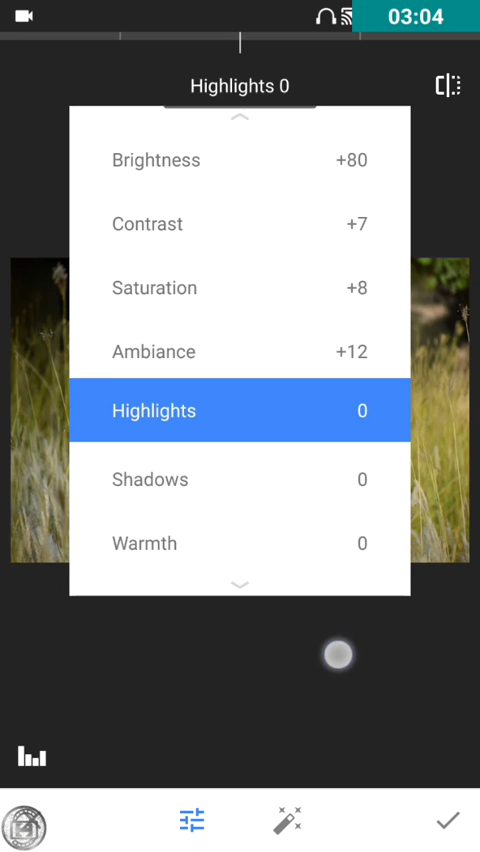 03:04
Highlights 0
Brightness +80
Contrast +7
Saturation +8
Ambiance +12
Highlights 0
Shadows 0
Warmth 0